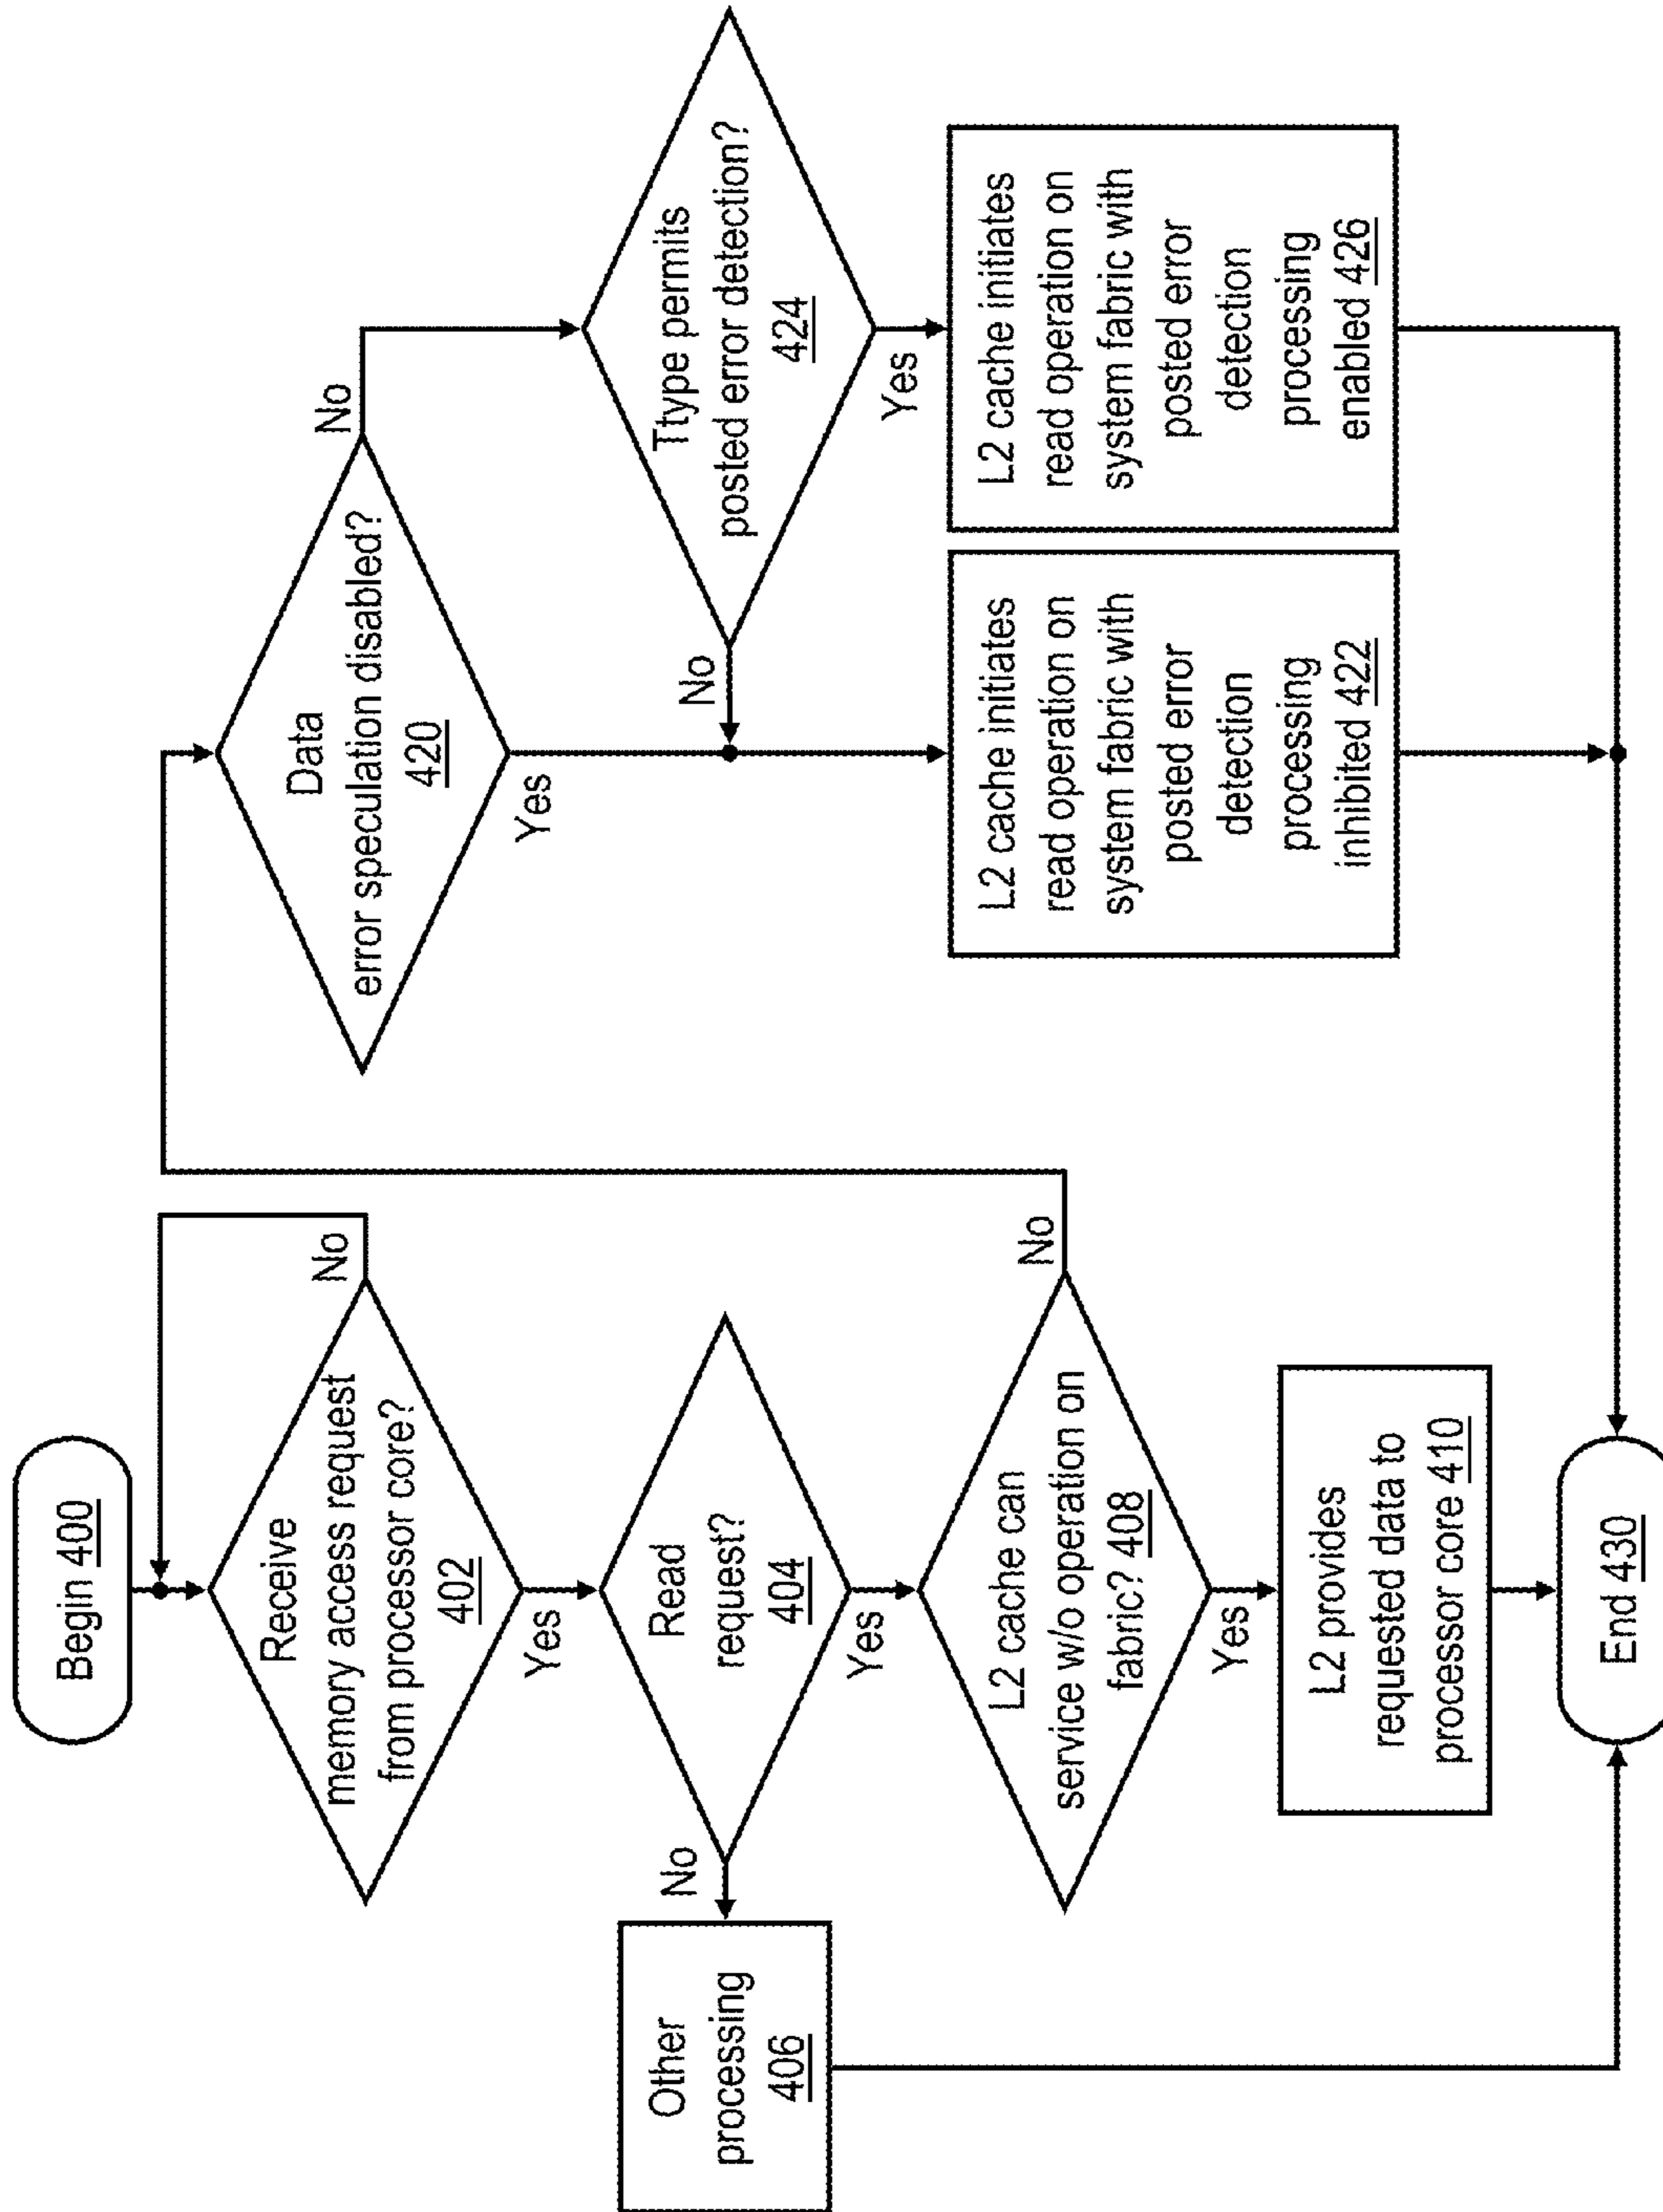 Begin 400
Receive
memory access request
from processor core?
402
No
Yes
Read
request?
404
No
Yes
Other
processing
406
L2 cache can
service w/o operation on
fabric? 408
No
Yes
L2 provides
requested data to
processor core 410
Data
error speculation disabled?
420
No
Yes
Ttype permits
posted error detection?
424
No
Yes
L2 cache initiates
read operation on
system fabric with
posted error
detection
processing
inhibited 422
L2 cache initiates
read operation on
system fabric with
posted error
detection
processing
enabled 426
End 430